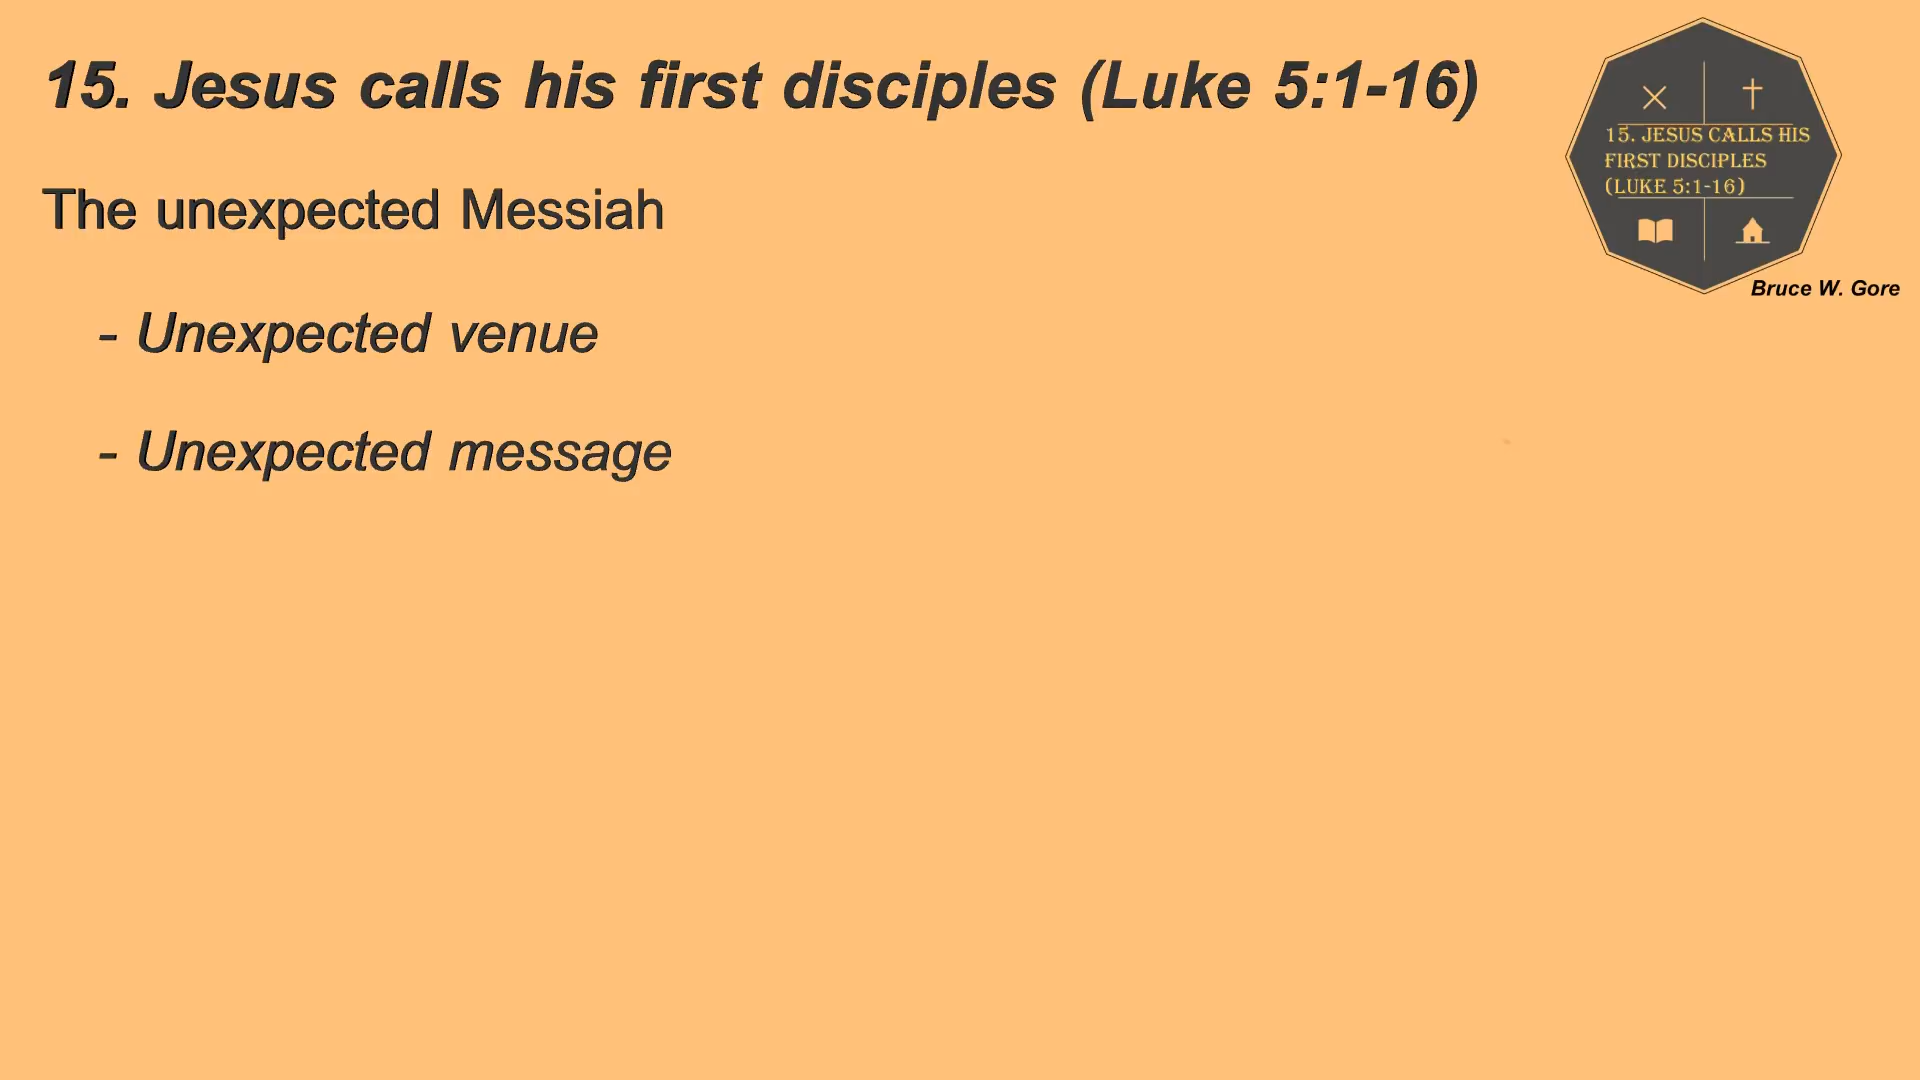 15. Jesus calls his first disciples (Luke 5:1-16)
The unexpected Messiah
- Unexpected venue
- Unexpected message
15. JESUS CALLS HIS
FIRST DISCIPLES
(LUKE 5:1-16)
Bruce W. Gore